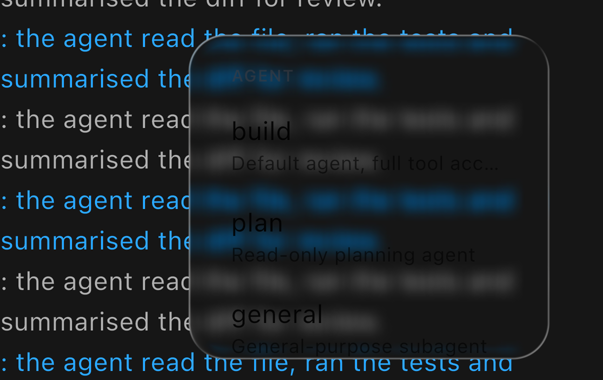 summarised the diff for review.
: the agent read the file, ran the tests and
summarised the
: the agent read
summarised the
: the agent read
summarised the
: the agent read
summarised the
: the agent read the file, ran the tests and
AGENT
build
Default agent, full tool acc...
plan
Read-only planning agent
general
General-purpose subagent